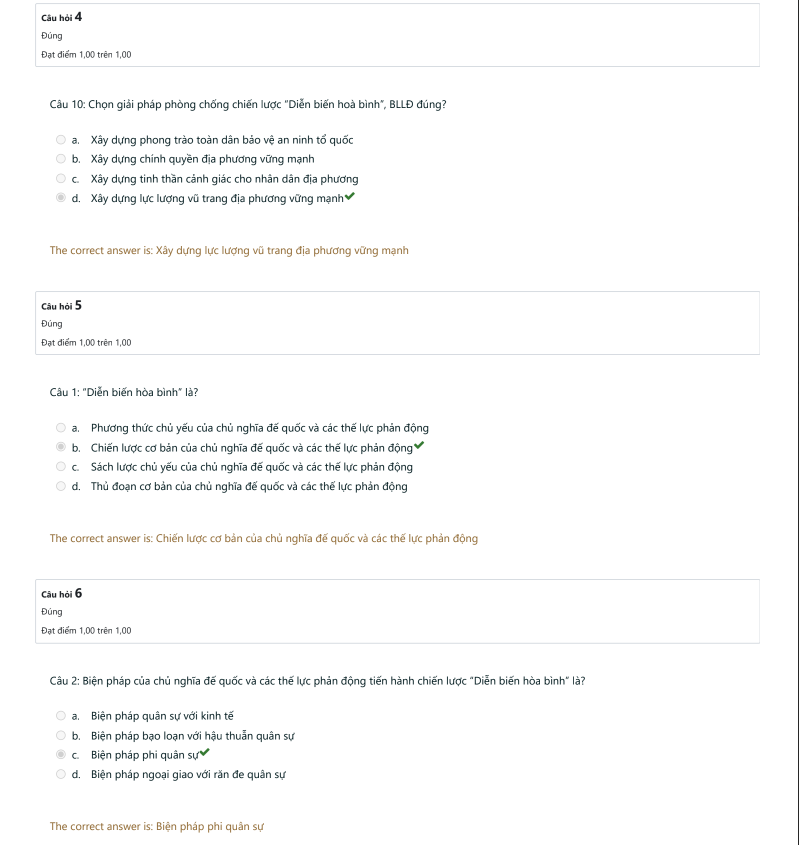 Câu hỏi 4
Đúng
Đạt điểm 1,00 trên 1,00
Câu 10: Chọn giải pháp phòng chống chiến lược "Diễn biến hoà bình", BLLĐ đúng?
a. Xây dựng phong trào toàn dân bảo vệ an ninh tổ quốc
b. Xây dựng chính quyền địa phương vững mạnh
c. Xây dựng tinh thần cảnh giác cho nhân dân địa phương
d. Xây dựng lực lượng vũ trang địa phương vững mạnh
The correct answer is: Xây dựng lực lượng vũ trang địa phương vững mạnh
Câu hỏi 5
Đúng
Đạt điểm 1,00 trên 1,00
Câu 1: "Diễn biến hòa bình" là?
a. Phương thức chủ yếu của chủ nghĩa đế quốc và các thế lực phản động
b. Chiến lược cơ bản của chủ nghĩa đế quốc và các thế lực phản động
c. Sách lược chủ yếu của chủ nghĩa đế quốc và các thế lực phản động
d. Thủ đoạn cơ bản của chủ nghĩa đế quốc và các thế lực phản động
The correct answer is: Chiến lược cơ bản của chủ nghĩa đế quốc và các thế lực phản động
Câu hỏi 6
Đúng
Đạt điểm 1,00 trên 1,00
Câu 2: Biện pháp của chủ nghĩa đế quốc và các thế lực phản động tiến hành chiến lược "Diễn biến hòa bình" là?
a. Biện pháp quân sự với kinh tế
b. Biện pháp bạo loạn với hậu thuẫn quân sự
c. Biện pháp phi quân sự
d. Biện pháp ngoại giao với răn đe quân sự
The correct answer is: Biện pháp phi quân sự